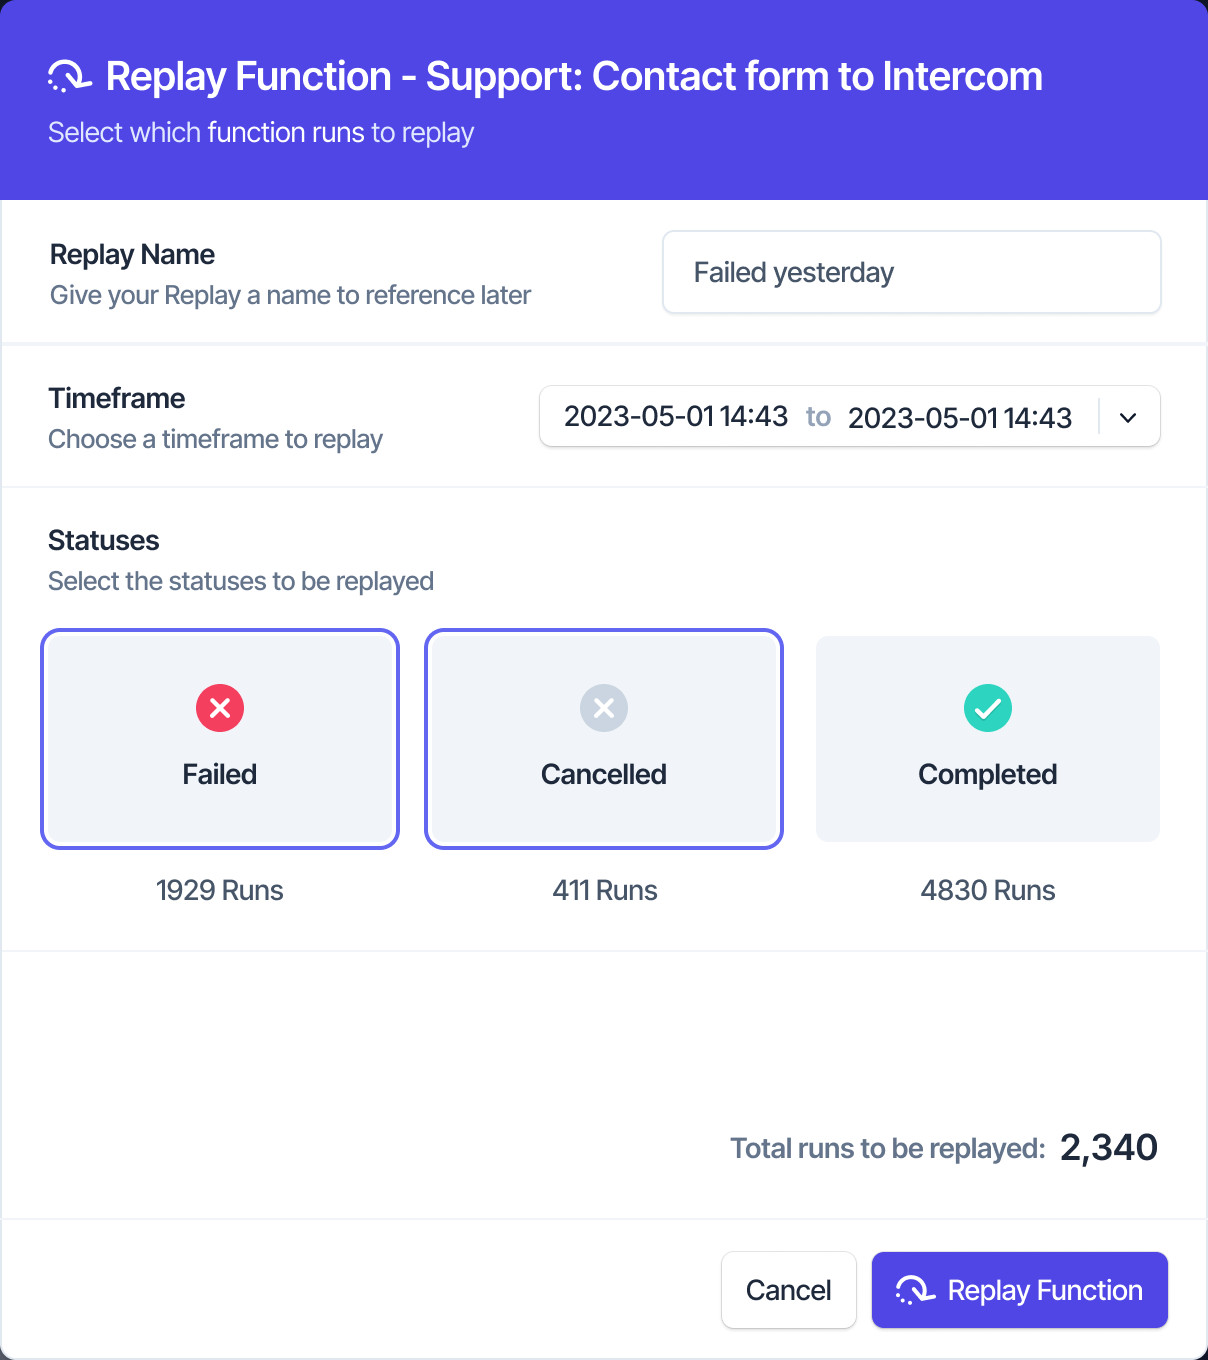 Replay Function - Support: Contact form to Intercom
Select which function runs to replay
Replay Name
Give your Replay a name to reference later
Failed yesterday
Timeframe
Choose a timeframe to replay
2023-05-01 14:43 to 2023-05-01 14:43
Statuses
Select the statuses to be replayed
Failed
Cancelled
Completed
1929 Runs
411 Runs
4830 Runs
Total runs to be replayed: 2,340
Cancel
Replay Function